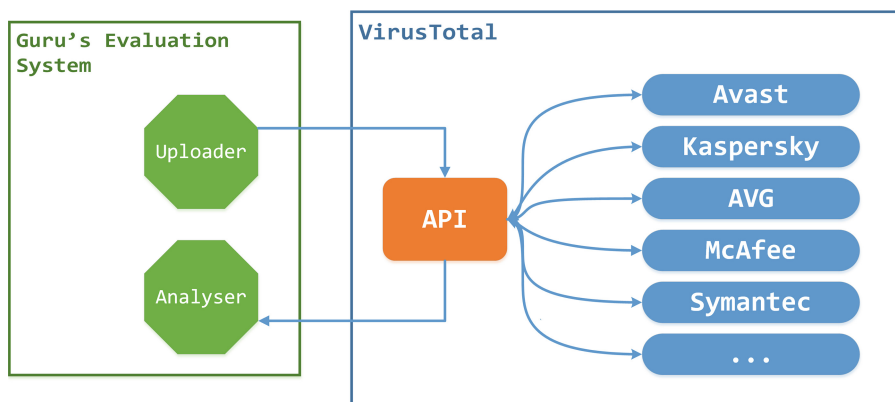 Guru's Evaluation
System
VirusTotal
Uploader
Analyser
API
Avast
Kaspersky
AVG
McAfee
Symantec
...